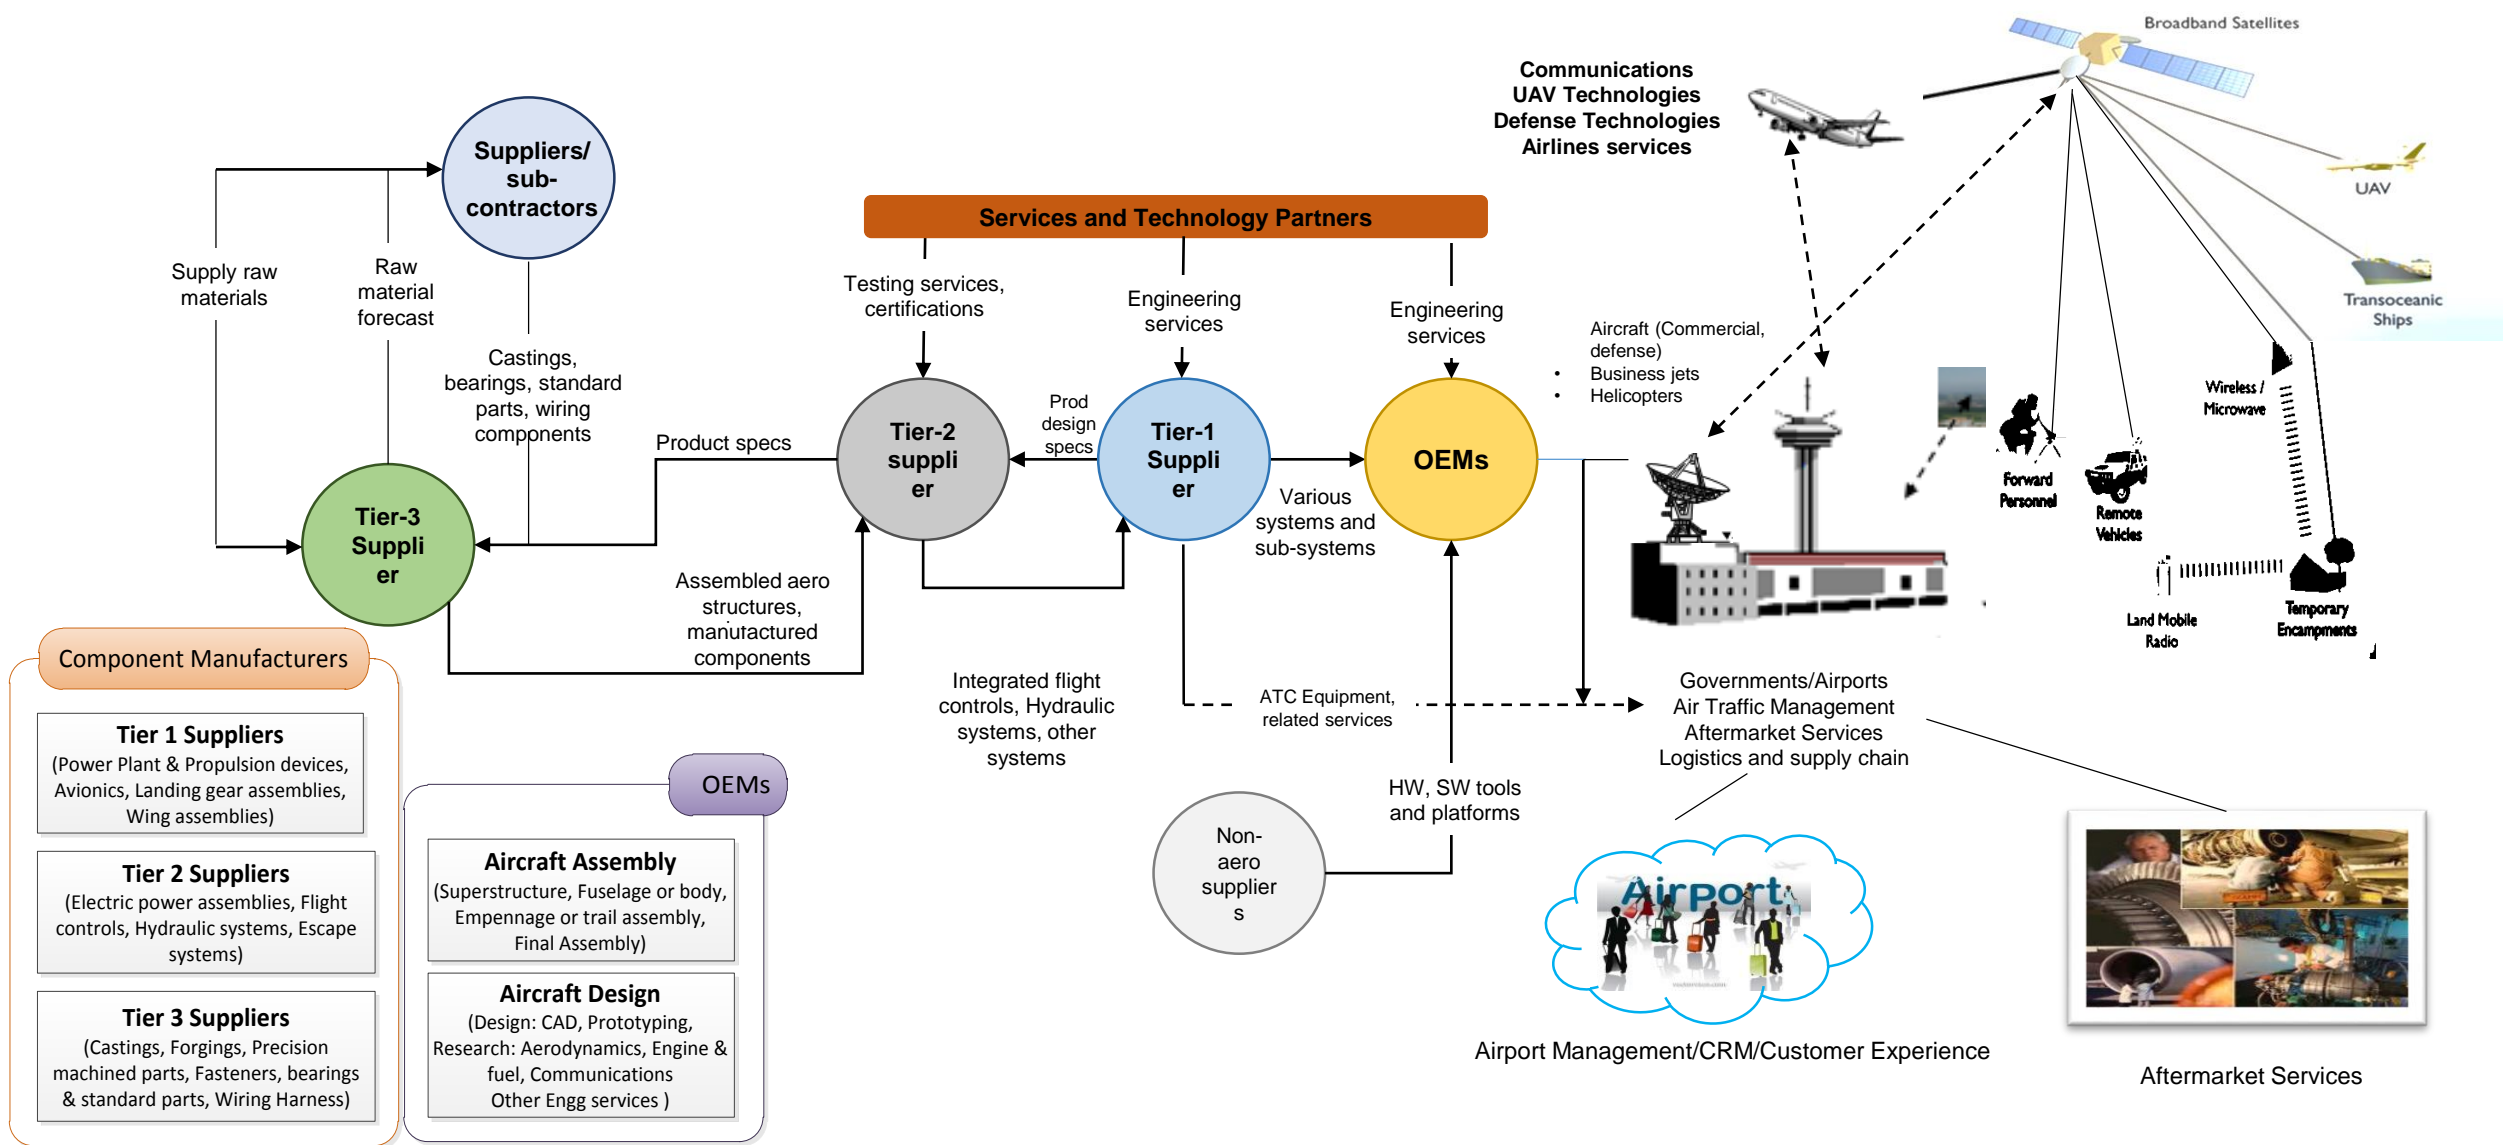 Broadband Satellites
Communications
UAV Technologies
Defense Technologies
Airlines services
UAV
Transoceanic
Ships
Suppliers/
sub-
contractors
Services and Technology Partners
Supply raw
materials
Raw
material
forecast
Testing services,
certifications
Engineering
services
Engineering
services
Castings,
bearings, standard
parts, wiring
components
Aircraft (Commercial,
defense)
• Business jets
• Helicopters
Wireless /
Microwave
Product specs
Tier-2
suppli
er
Prod
design
specs
Tier-1
Suppli
er
OEMs
Various
systems and
sub-systems
Forward
Personnel
Remote
Vehicles
Tier-3
Suppli
er
Assembled aero
structures,
manufactured
components
Land Mobile
Radio
Temporary
Encampments
Integrated flight
controls, Hydraulic
systems, other
systems
ATC Equipment,
related services
Governments/Airports
Air Traffic Management
Aftermarket Services
Logistics and supply chain
HW, SW tools
and platforms
Non-
aero
supplier
s
Component Manufacturers
Tier 1 Suppliers
(Power Plant & Propulsion devices,
Avionics, Landing gear assemblies,
Wing assemblies)
Tier 2 Suppliers
(Electric power assemblies, Flight
controls, Hydraulic systems, Escape
systems)
Tier 3 Suppliers
(Castings, Forgings, Precision
machined parts, Fasteners, bearings
& standard parts, Wiring Harness)
OEMs
Aircraft Assembly
(Superstructure, Fuselage or body,
Empennage or trail assembly,
Final Assembly)
Aircraft Design
(Design: CAD, Prototyping,
Research: Aerodynamics, Engine &
fuel, Communications
Other Engg services )
Airport
Airport Management/CRM/Customer Experience
Aftermarket Services